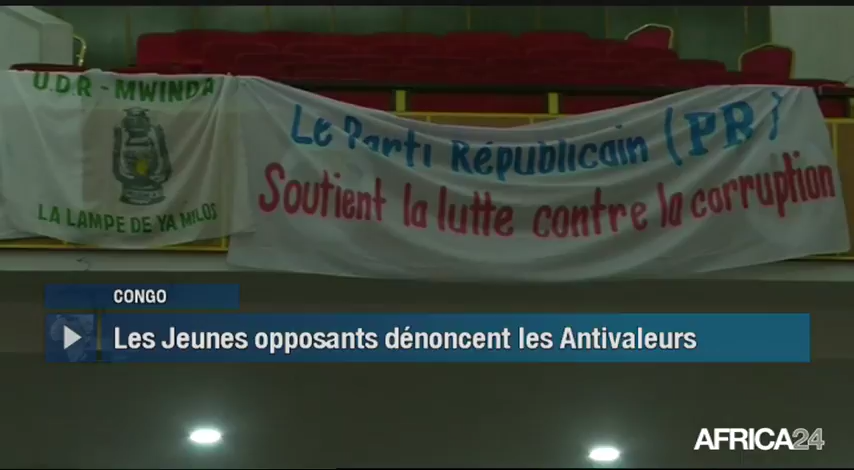 U.D.R - MWINDA
LA LAMPE DE YA MILOS
Le Parti Républicain (PR)
Soutient la lutte contre la corruption
CONGO
Les Jeunes opposants dénoncent les Antivaleurs
AFRICA24